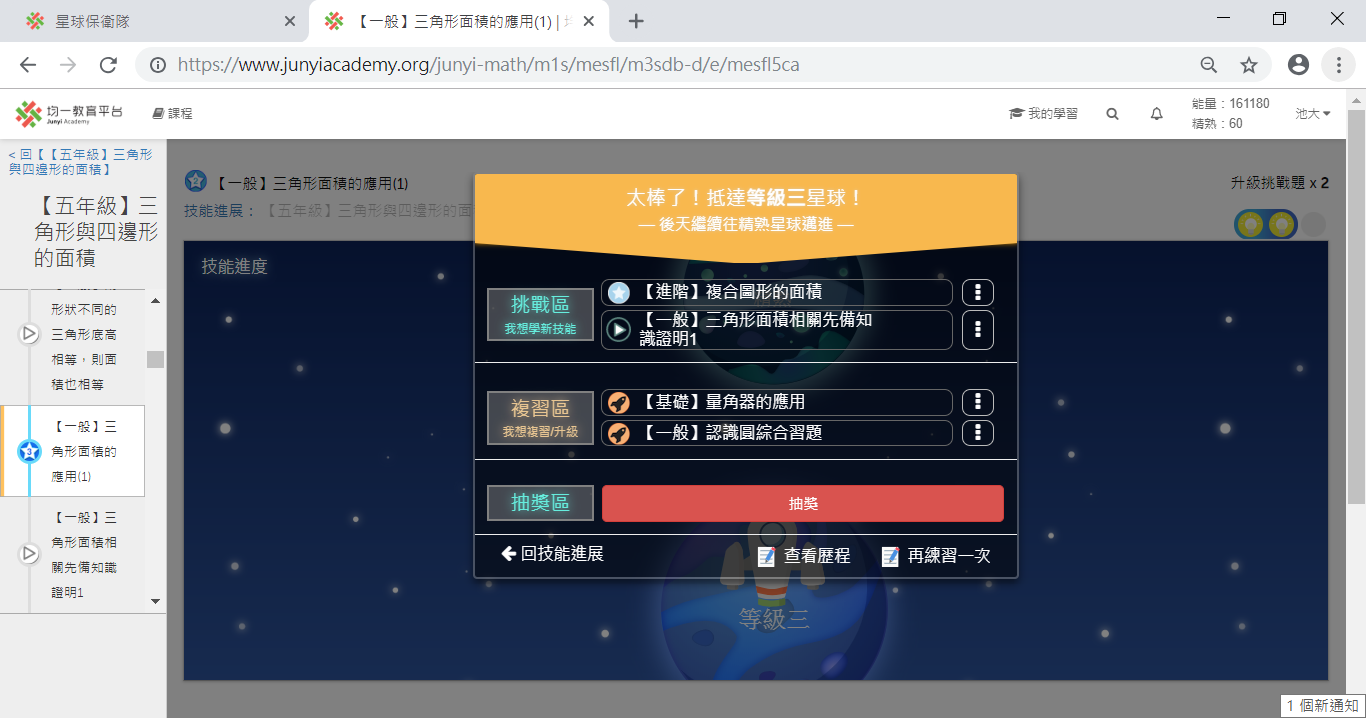 星球保衛隊
【一般】三角形面積的應用(1) | 均
https://www.junyiacademy.org/junyi-math/m1s/mesfl/m3sdb-d/e/mesfl5ca
均一教育平台
Junyi Academy
課程
我的學習
能量：161180
精熟：60
池大
< 回【【五年級】三角形
與四邊形的面積】
【五年級】三
角形與四邊形
的面積
形狀不同的
三角形底高
相等，則面
積也相等
3
【一般】三
角形面積的
應用(1)
【一般】三
角形面積相
關先備知識
證明1
【一般】三角形面積的應用(1)
技能進展：【五年級】三角形與四邊形的面
升級挑戰題 x 2
技能進度
太棒了！抵達等級三星球！
— 後天繼續往精熟星球邁進 —
挑戰區
我想學新技能
【進階】複合圖形的面積
【一般】三角形面積相關先備知
識證明1
複習區
我想複習/升級
【基礎】量角器的應用
【一般】認識圓綜合習題
抽獎區
抽獎
回技能進展
查看歷程
再練習一次
等級三
1 個新通知